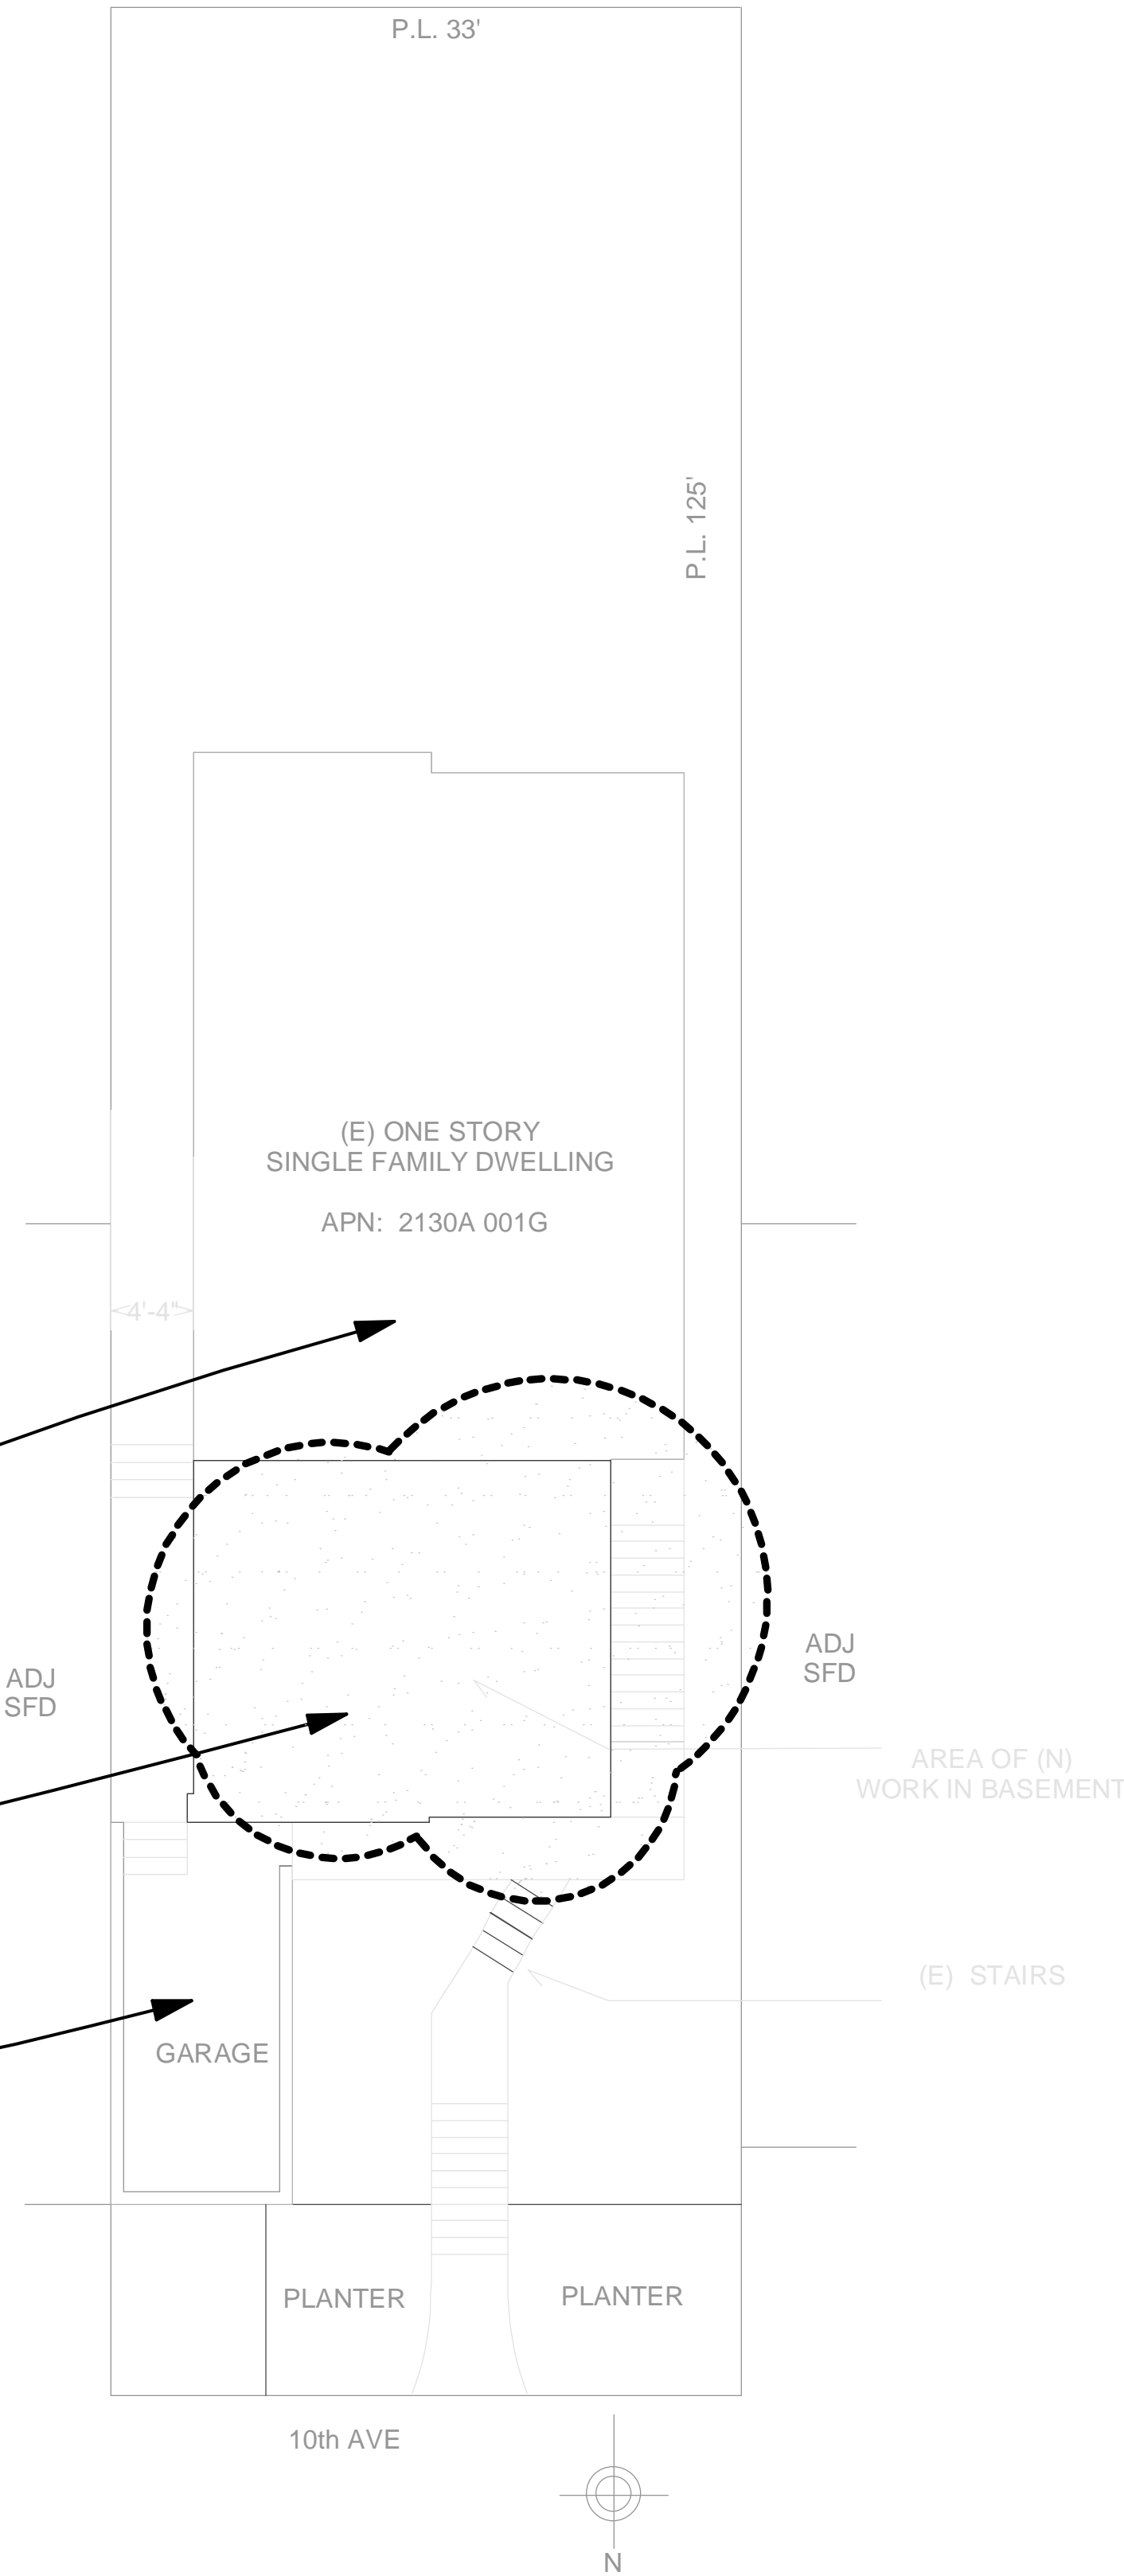 P.L. 33'
P.L. 125'
(E) ONE STORY
SINGLE FAMILY DWELLING
APN: 2130A 001G
4'-4"
ADJ
SFD
ADJ
SFD
AREA OF (N)
WORK IN BASEMENT
(E) STAIRS
GARAGE
PLANTER
PLANTER
10th AVE
N